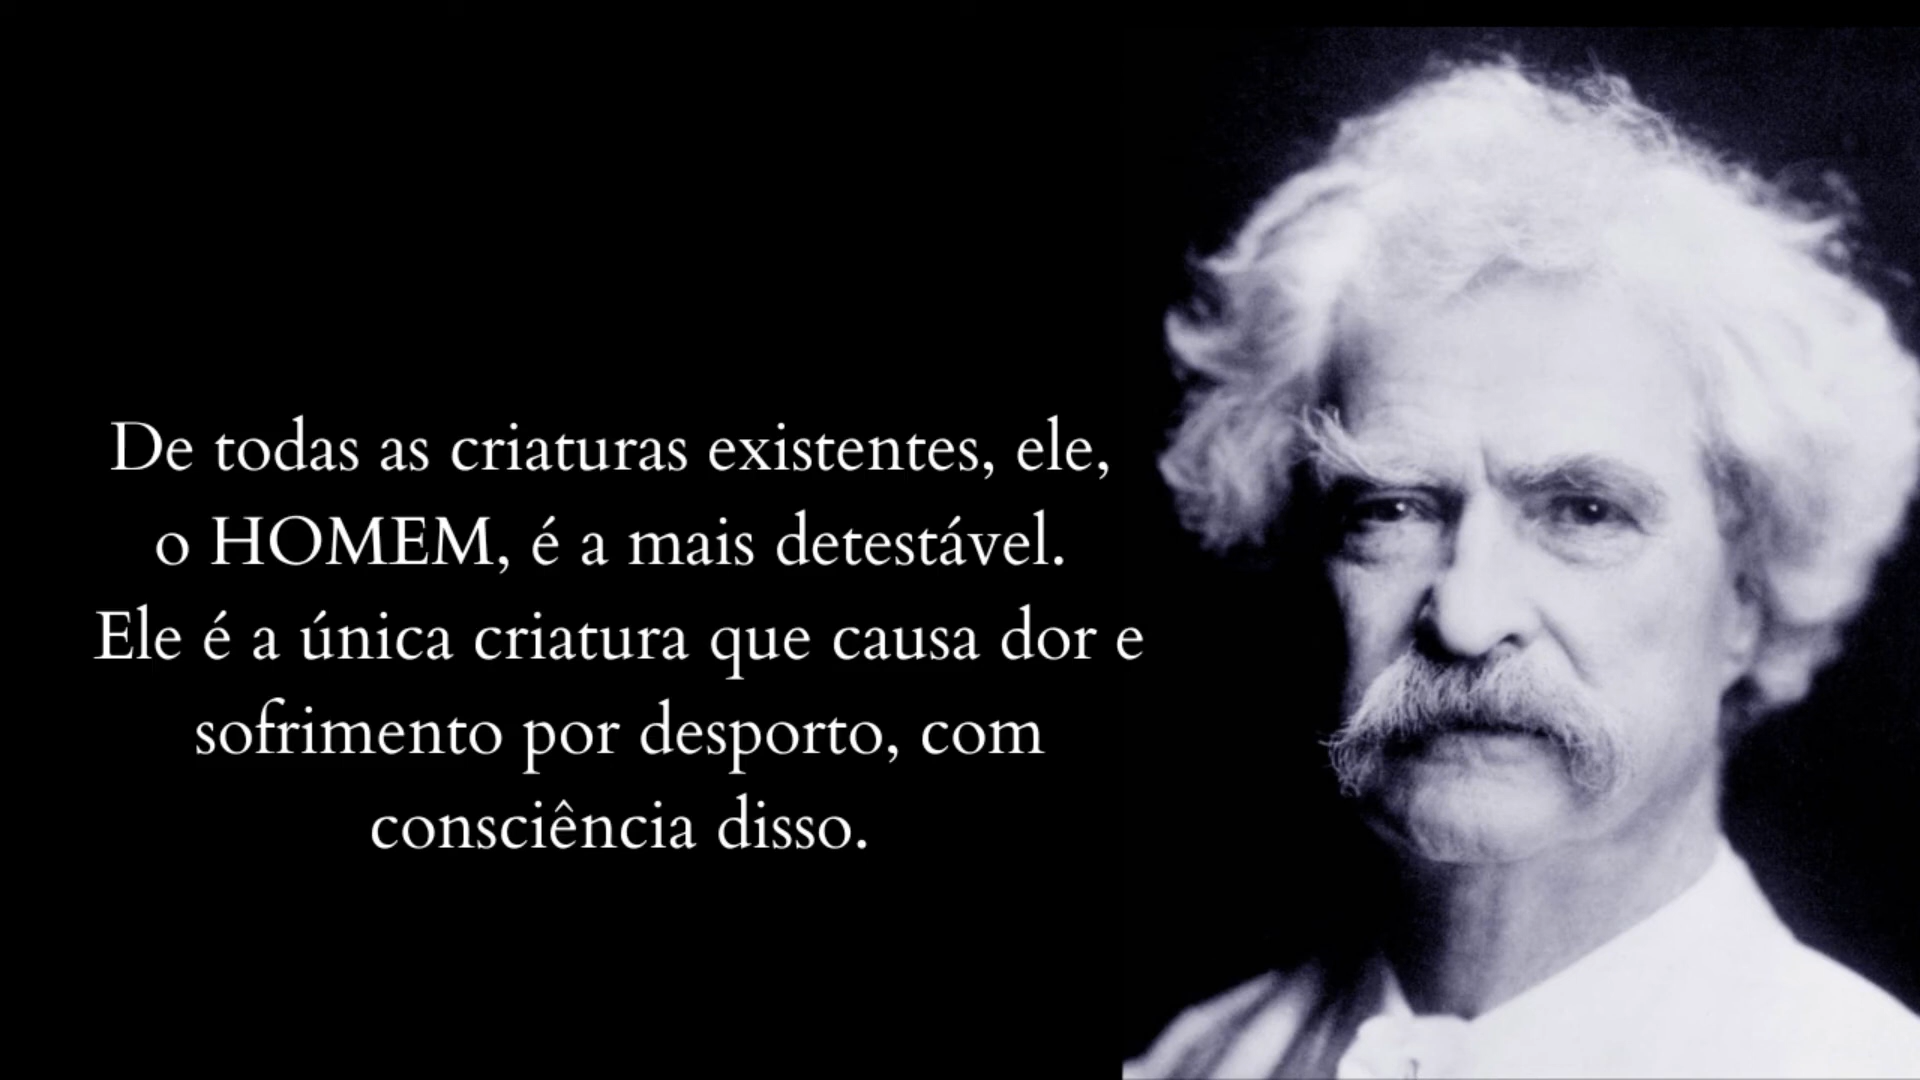 De todas as criaturas existentes, ele,
o HOMEM, é a mais detestável.
Ele é a única criatura que causa dor e
sofrimento por desporto, com
consciência disso.